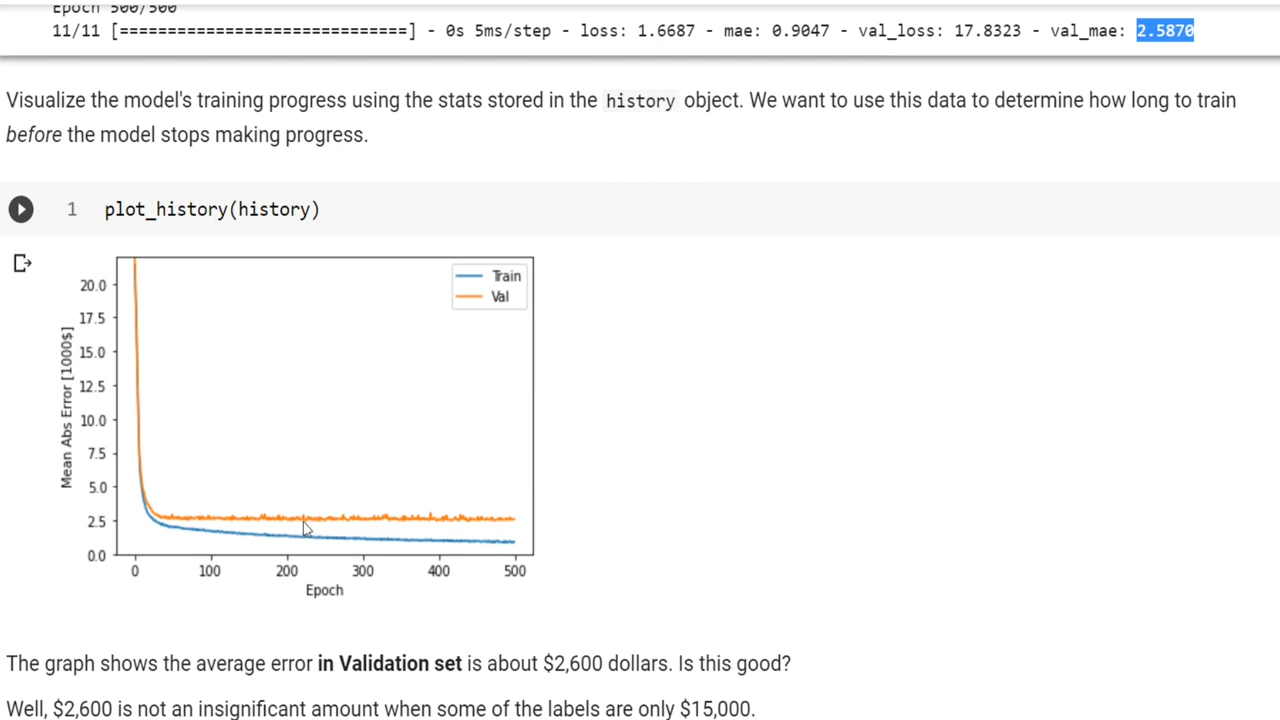 Epoch 500/500
11/11 [==============================] - 0s 5ms/step - loss: 1.6687 - mae: 0.9047 - val_loss: 17.8323 - val_mae: 2.5870
Visualize the model's training progress using the stats stored in the history object. We want to use this data to determine how long to train
before the model stops making progress.
1 plot_history(history)
Train
Val
20.0
17.5
15.0
12.5
10.0
7.5
5.0
2.5
0.0
Mean Abs Error [1000$]
0 100 200 300 400 500
Epoch
The graph shows the average error in Validation set is about $2,600 dollars. Is this good?
Well, $2,600 is not an insignificant amount when some of the labels are only $15,000.